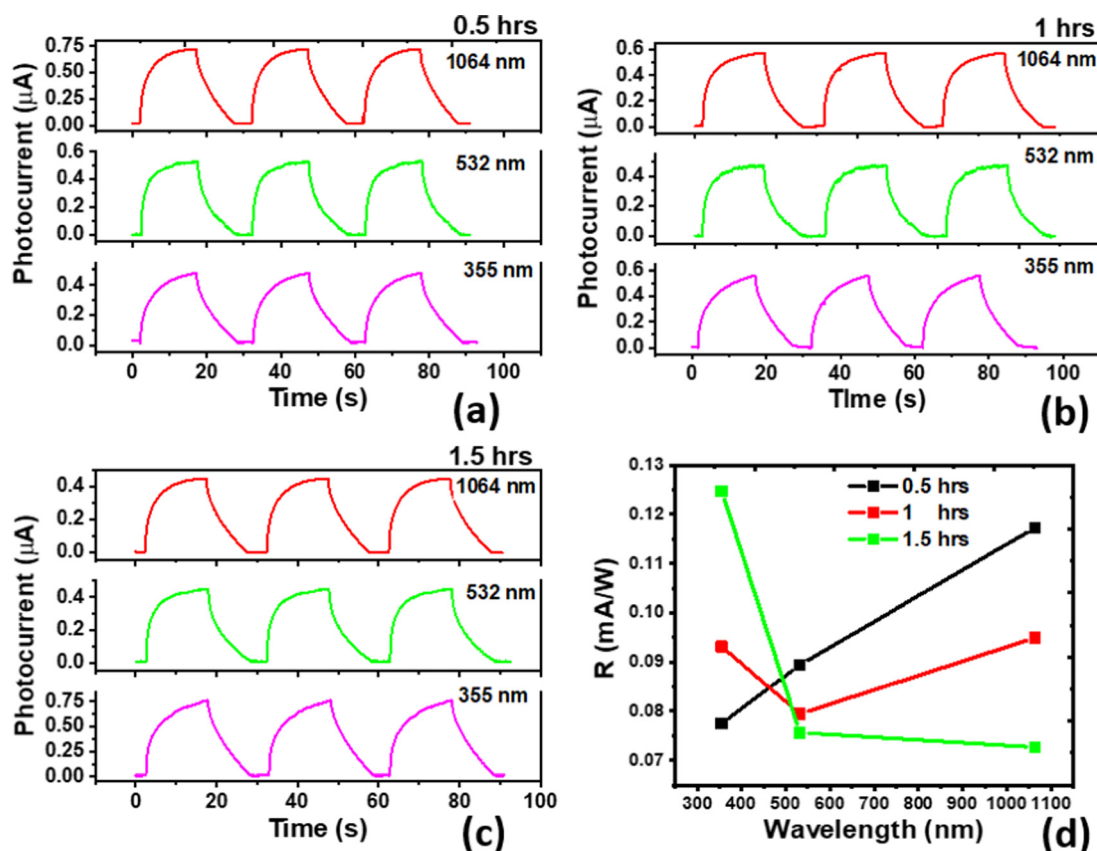 0.5 hrs
1064 nm
0.75
0.50
0.25
0.00
532 nm
0.6
0.4
0.2
0.0
355 nm
0.4
0.2
0.0
Photocurrent (μA)
0 20 40 60 80 100
Time (s)
(a)
1 hrs
1064 nm
0.6
0.4
0.2
0.0
532 nm
0.4
0.2
0.0
355 nm
0.6
0.4
0.2
0.0
Photocurrent (μA)
0 20 40 60 80 100
TIme (s)
(b)
1.5 hrs
1064 nm
0.4
0.2
0.0
532 nm
0.4
0.2
0.0
355 nm
0.75
0.50
0.25
0.00
Photocurrent (μA)
0 20 40 60 80 100
Time (s)
(c)
0.13
0.12
0.11
0.10
0.09
0.08
0.07
R (mA/W)
0.5 hrs
1 hrs
1.5 hrs
300 400 500 600 700 800 900 1000 1100
Wavelength (nm)
(d)